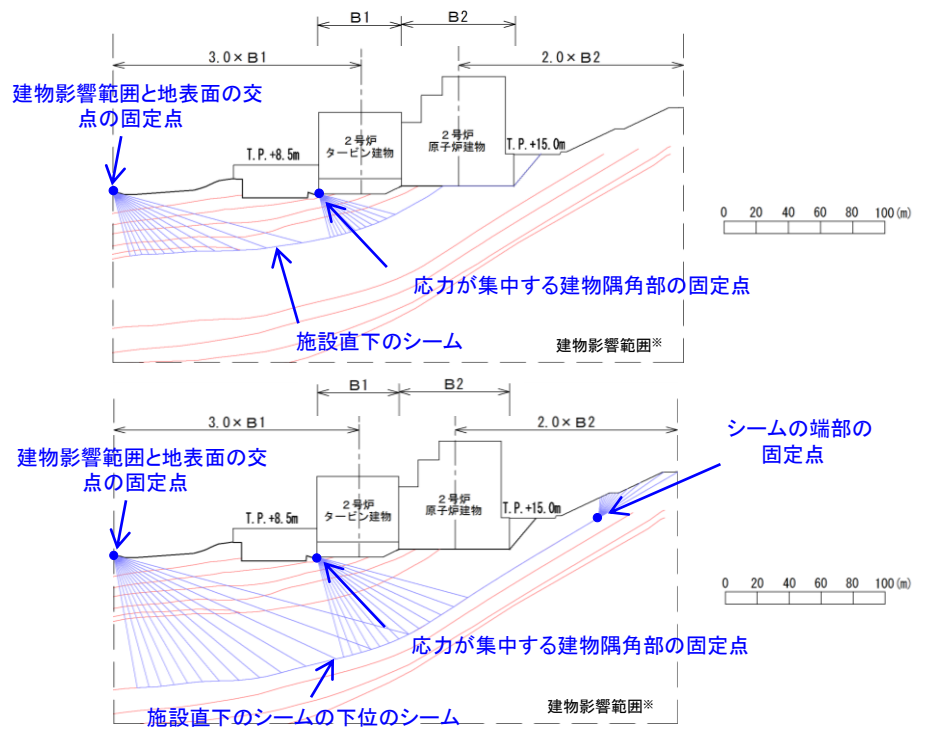 B1
B2
3.0×B1
2.0×B2
建物影響範囲と地表面の交
点の固定点
2号炉
タービン建物
2号炉
原子炉建物
T.P.+8.5m
T.P.+15.0m
0 20 40 60 80 100(m)
応力が集中する建物隅角部の固定点
施設直下のシーム
建物影響範囲※
B1
B2
3.0×B1
2.0×B2
シームの端部の
固定点
建物影響範囲と地表面の交
点の固定点
2号炉
タービン建物
2号炉
原子炉建物
T.P.+8.5m
T.P.+15.0m
0 20 40 60 80 100(m)
応力が集中する建物隅角部の固定点
施設直下のシームの下位のシーム
建物影響範囲※